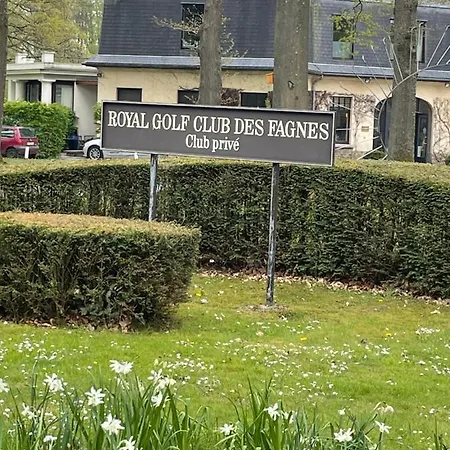 ROYAL GOLF CLUB DES FAGNES
Club privé